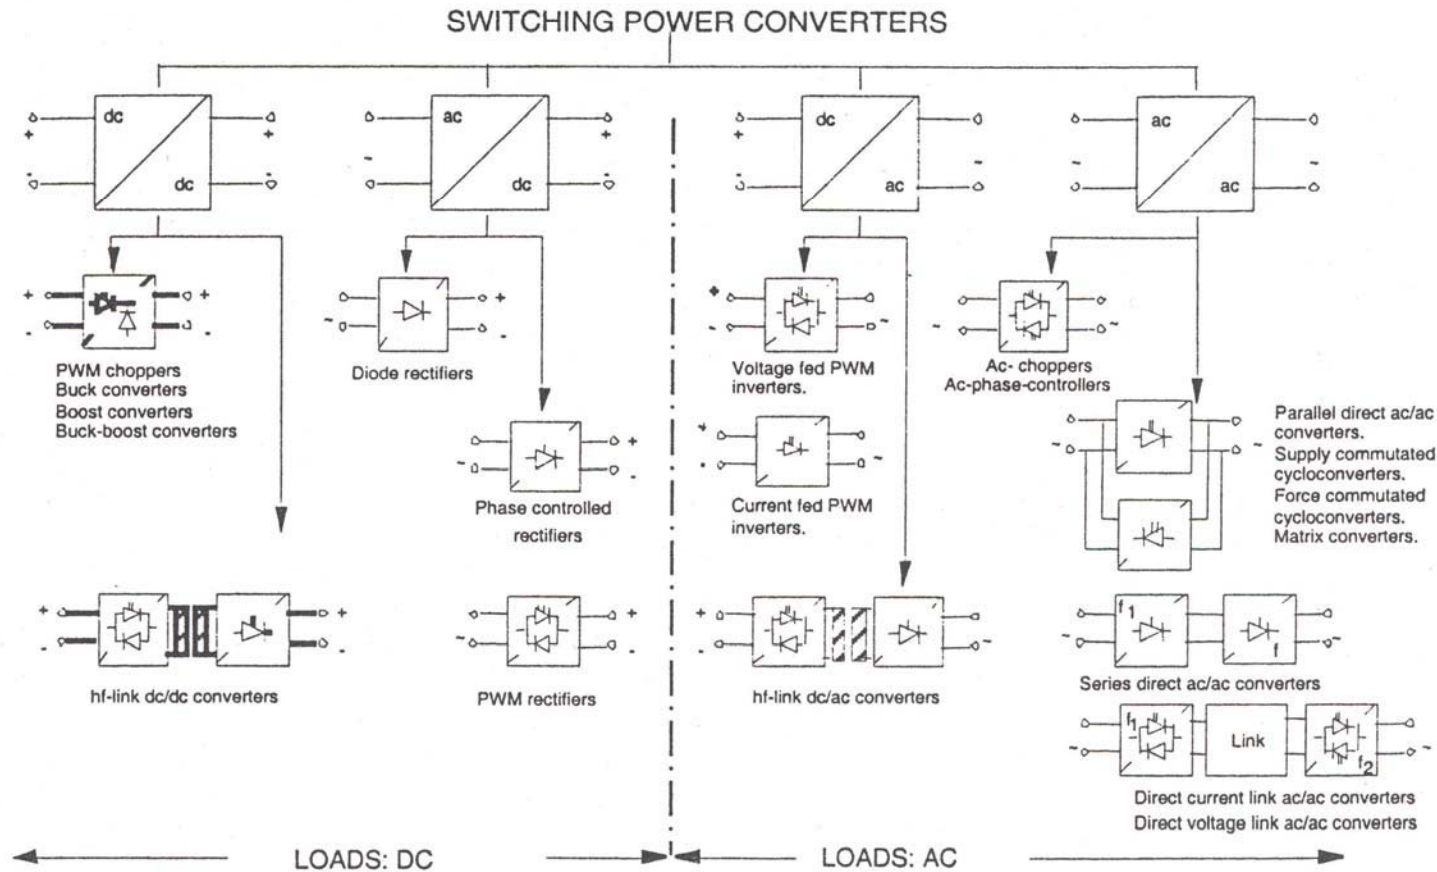 SWITCHING POWER CONVERTERS
dc
dc
ac
dc
dc
ac
ac
ac
PWM choppers
Buck converters
Boost converters
Buck-boost converters
Diode rectifiers
Phase controlled
rectifiers
hf-link dc/dc converters
PWM rectifiers
Voltage fed PWM
inverters.
Current fed PWM
inverters.
hf-link dc/ac converters
Ac- choppers
Ac-phase-controllers
Parallel direct ac/ac
converters.
Supply commutated
cycloconverters.
Force commutated
cycloconverters.
Matrix converters.
f1
f
Series direct ac/ac converters
f1
Link
f2
Direct current link ac/ac converters
Direct voltage link ac/ac converters
LOADS: DC
LOADS: AC